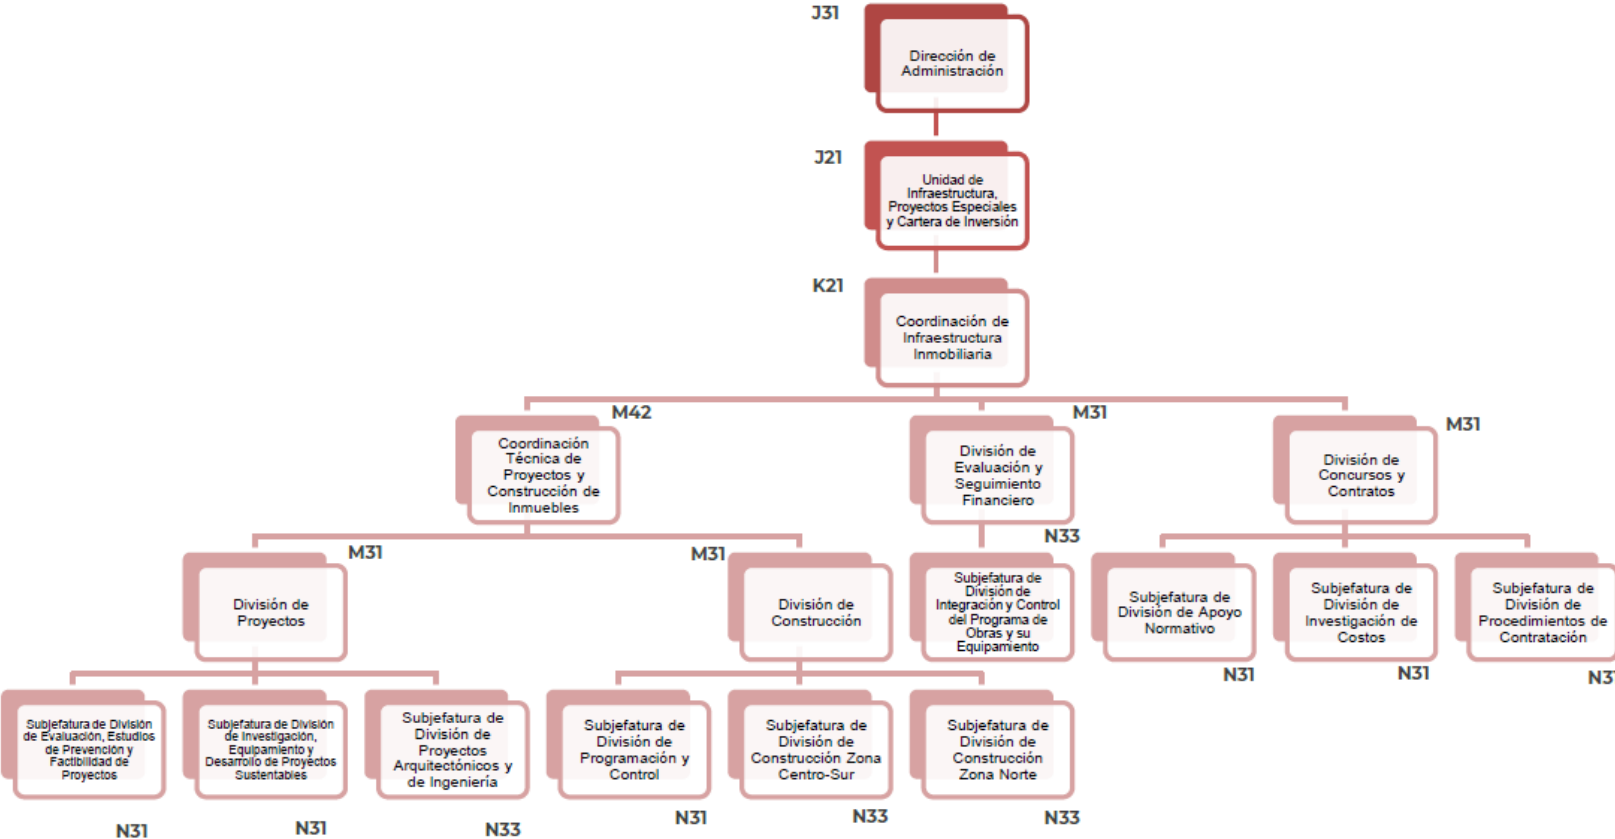 J31
Dirección de
Administración
J21
Unidad de
Infraestructura,
Proyectos Especiales
y Cartera de Inversión
K21
Coordinación de
Infraestructura
Inmobiliaria
M42
Coordinación
Técnica de
Proyectos y
Construcción de
Inmuebles
M31
División de
Evaluación y
Seguimiento
Financiero
M31
División de
Concursos y
Contratos
M31
División de
Proyectos
M31
División de
Construcción
N33
Subjefatura de
División de
Integración y Control
del Programa de
Obras y su
Equipamiento
Subjefatura de
División de Apoyo
Normativo
N31
Subjefatura de
División de
Investigación de
Costos
N31
Subjefatura de
División de
Procedimientos de
Contratación
N31
Subjefatura de División
de Evaluación, Estudios
de Prevención y
Factibilidad de
Proyectos
N31
Subjefatura de División
de Investigación,
Equipamiento y
Desarrollo de Proyectos
Sustentables
N31
Subjefatura de
División de
Proyectos
Arquitectónicos y
de Ingeniería
N33
Subjefatura de
División de
Programación y
Control
N31
Subjefatura de
División de
Construcción Zona
Centro-Sur
N33
Subjefatura de
División de
Construcción
Zona Norte
N33